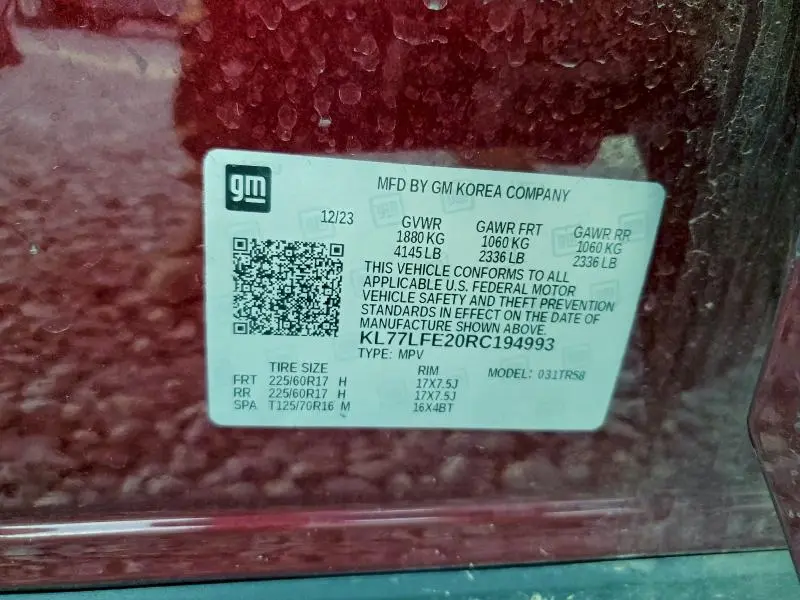 gm
MFD BY GM KOREA COMPANY
12/23
GVWR GAWR FRT GAWR RR
1880 KG 1060 KG 1060 KG
4145 LB 2336 LB 2336 LB
THIS VEHICLE CONFORMS TO ALL
APPLICABLE U.S. FEDERAL MOTOR
VEHICLE SAFETY AND THEFT PREVENTION
STANDARDS IN EFFECT ON THE DATE OF
MANUFACTURE SHOWN ABOVE.
KL77LFE20RC194993
TYPE: MPV
TIRE SIZE RIM MODEL: 031TR58
FRT 225/60R17 H 17X7.5J
RR 225/60R17 H 17X7.5J
SPA T125/70R16 M 16X4BT